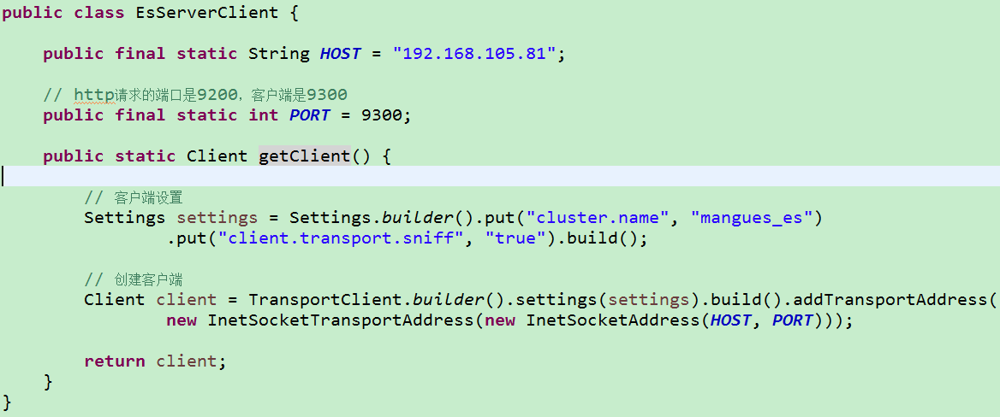 public class EsServerClient {
public final static String HOST = "192.168.105.81";
// http请求的端口是9200，客户端是9300
public final static int PORT = 9300;
public static Client getClient() {
// 客户端设置
Settings settings = Settings.builder().put("cluster.name", "mangues_es")
.put("client.transport.sniff", "true").build();
// 创建客户端
Client client = TransportClient.builder().settings(settings).build().addTransportAddress(
new InetSocketTransportAddress(new InetSocketAddress(HOST, PORT)));
return client;
}
}